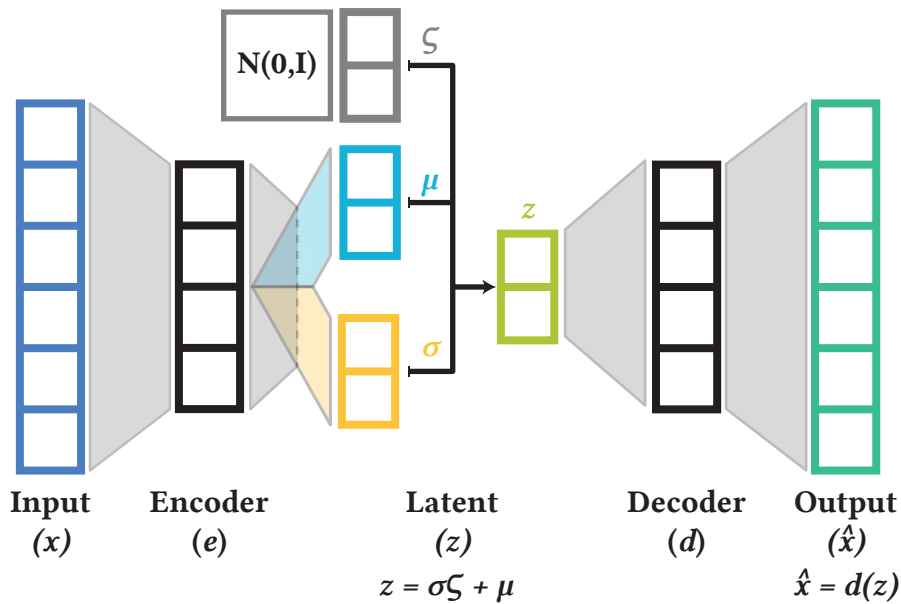 N(0,I)
ς
μ
z
σ
Input
(x)
Encoder
(e)
Latent
(z)
z = σς + μ
Decoder
(d)
Output
(x̂)
x̂ = d(z)